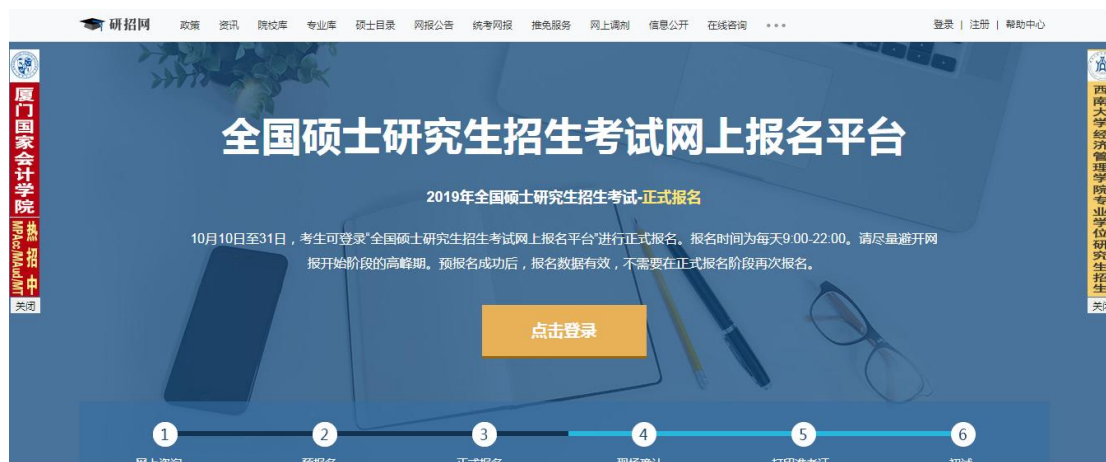 研招网 政策 资讯 院校库 专业库 硕士目录 网报公告 统考网报 推免服务 网上调剂 信息公开 在线咨询 ••• 登录 | 注册 | 帮助中心
厦门国家会计学院
热招中
MPAcc/MAud/MT
关闭
全国硕士研究生招生考试网上报名平台
2019年全国硕士研究生招生考试-正式报名
10月10日至31日，考生可登录“全国硕士研究生招生考试网上报名平台”进行正式报名。报名时间为每天9:00-22:00。请尽量避开网
报开始阶段的高峰期。预报名成功后，报名数据有效，不需要在正式报名阶段再次报名。
点击登录
西南大学经济管理学院专业学位研究生招生
1 2 3 4 5 6